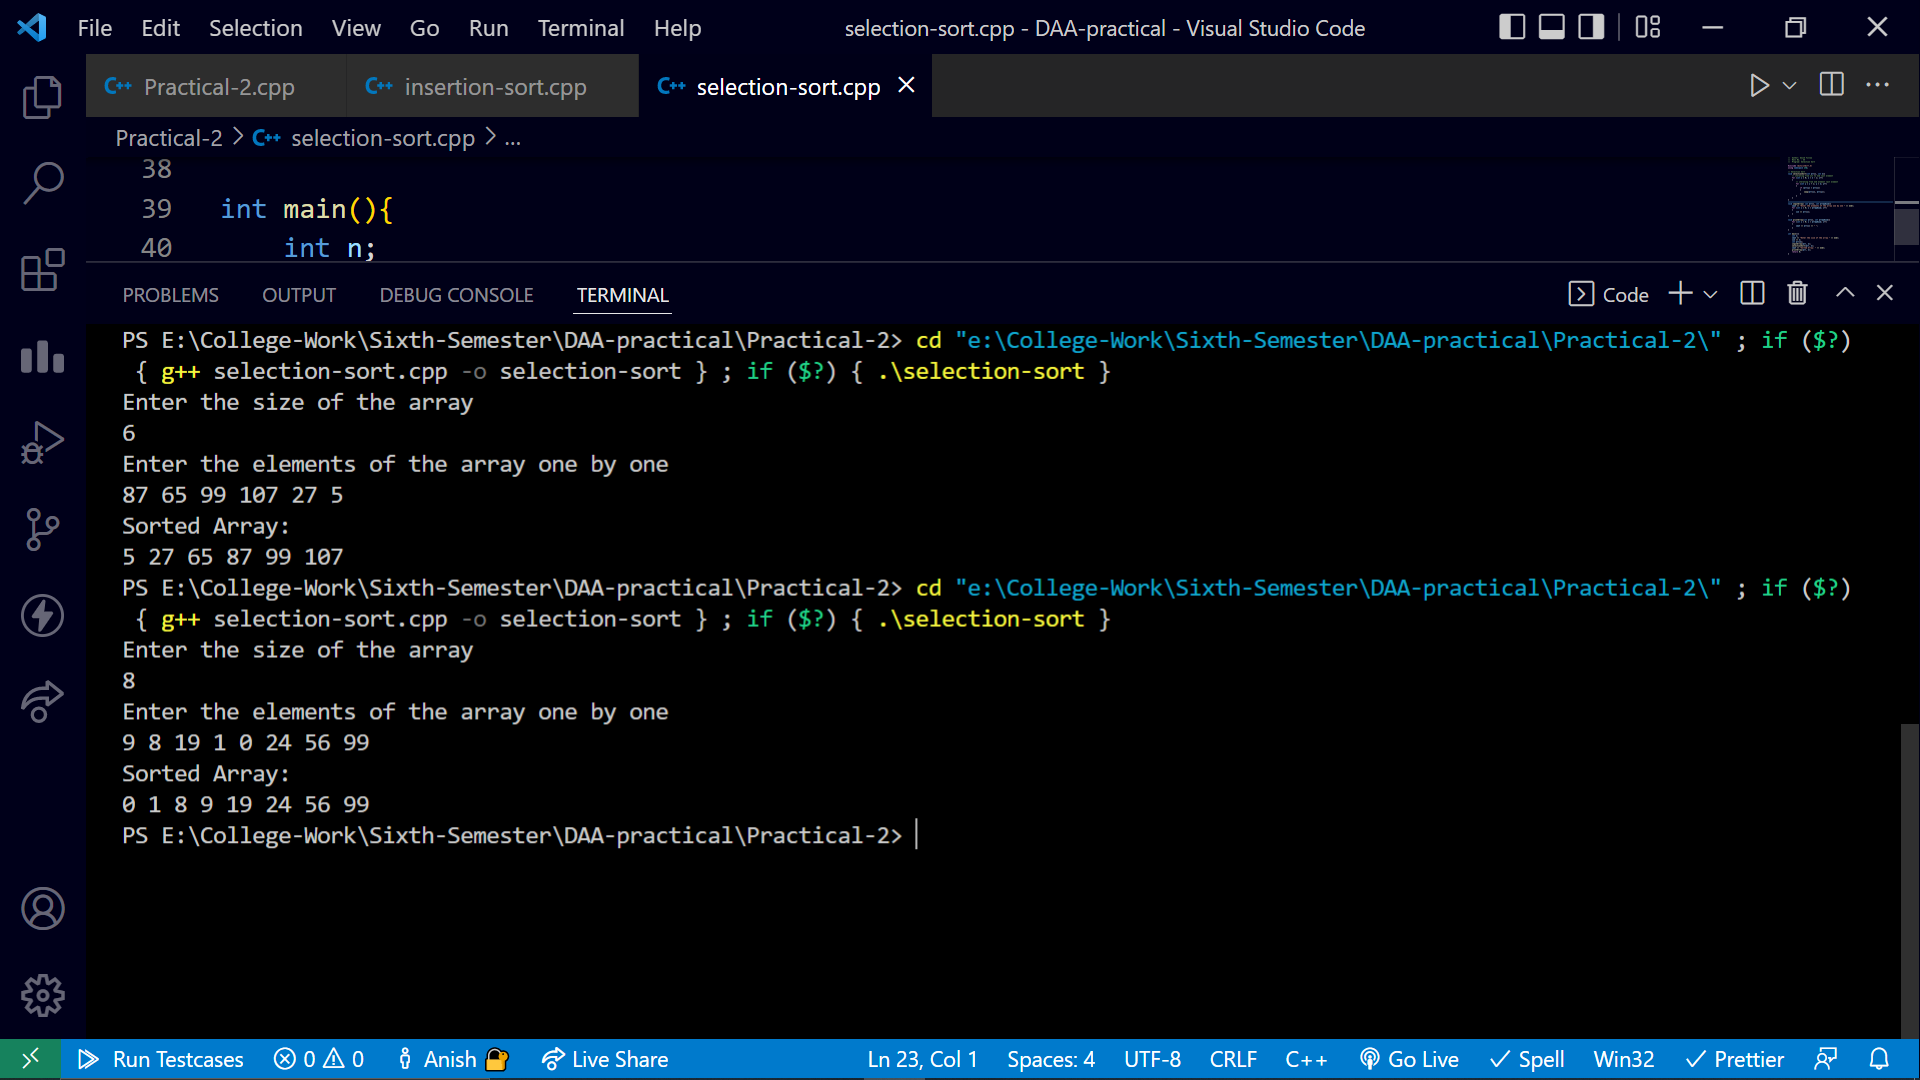 File Edit Selection View Go Run Terminal Help selection-sort.cpp - DAA-practical - Visual Studio Code
C++ Practical-2.cpp C++ insertion-sort.cpp C++ selection-sort.cpp
Practical-2 > C++ selection-sort.cpp > ...
38
39 int main(){
40 int n;
PROBLEMS OUTPUT DEBUG CONSOLE TERMINAL Code
PS E:\College-Work\Sixth-Semester\DAA-practical\Practical-2> cd "e:\College-Work\Sixth-Semester\DAA-practical\Practical-2\" ; if ($?)
{ g++ selection-sort.cpp -o selection-sort } ; if ($?) { .\selection-sort }
Enter the size of the array
6
Enter the elements of the array one by one
87 65 99 107 27 5
Sorted Array:
5 27 65 87 99 107
PS E:\College-Work\Sixth-Semester\DAA-practical\Practical-2> cd "e:\College-Work\Sixth-Semester\DAA-practical\Practical-2\" ; if ($?)
{ g++ selection-sort.cpp -o selection-sort } ; if ($?) { .\selection-sort }
Enter the size of the array
8
Enter the elements of the array one by one
9 8 19 1 0 24 56 99
Sorted Array:
0 1 8 9 19 24 56 99
PS E:\College-Work\Sixth-Semester\DAA-practical\Practical-2>
Run Testcases 0 0 Anish Live Share Ln 23, Col 1 Spaces: 4 UTF-8 CRLF C++ Go Live Spell Win32 Prettier